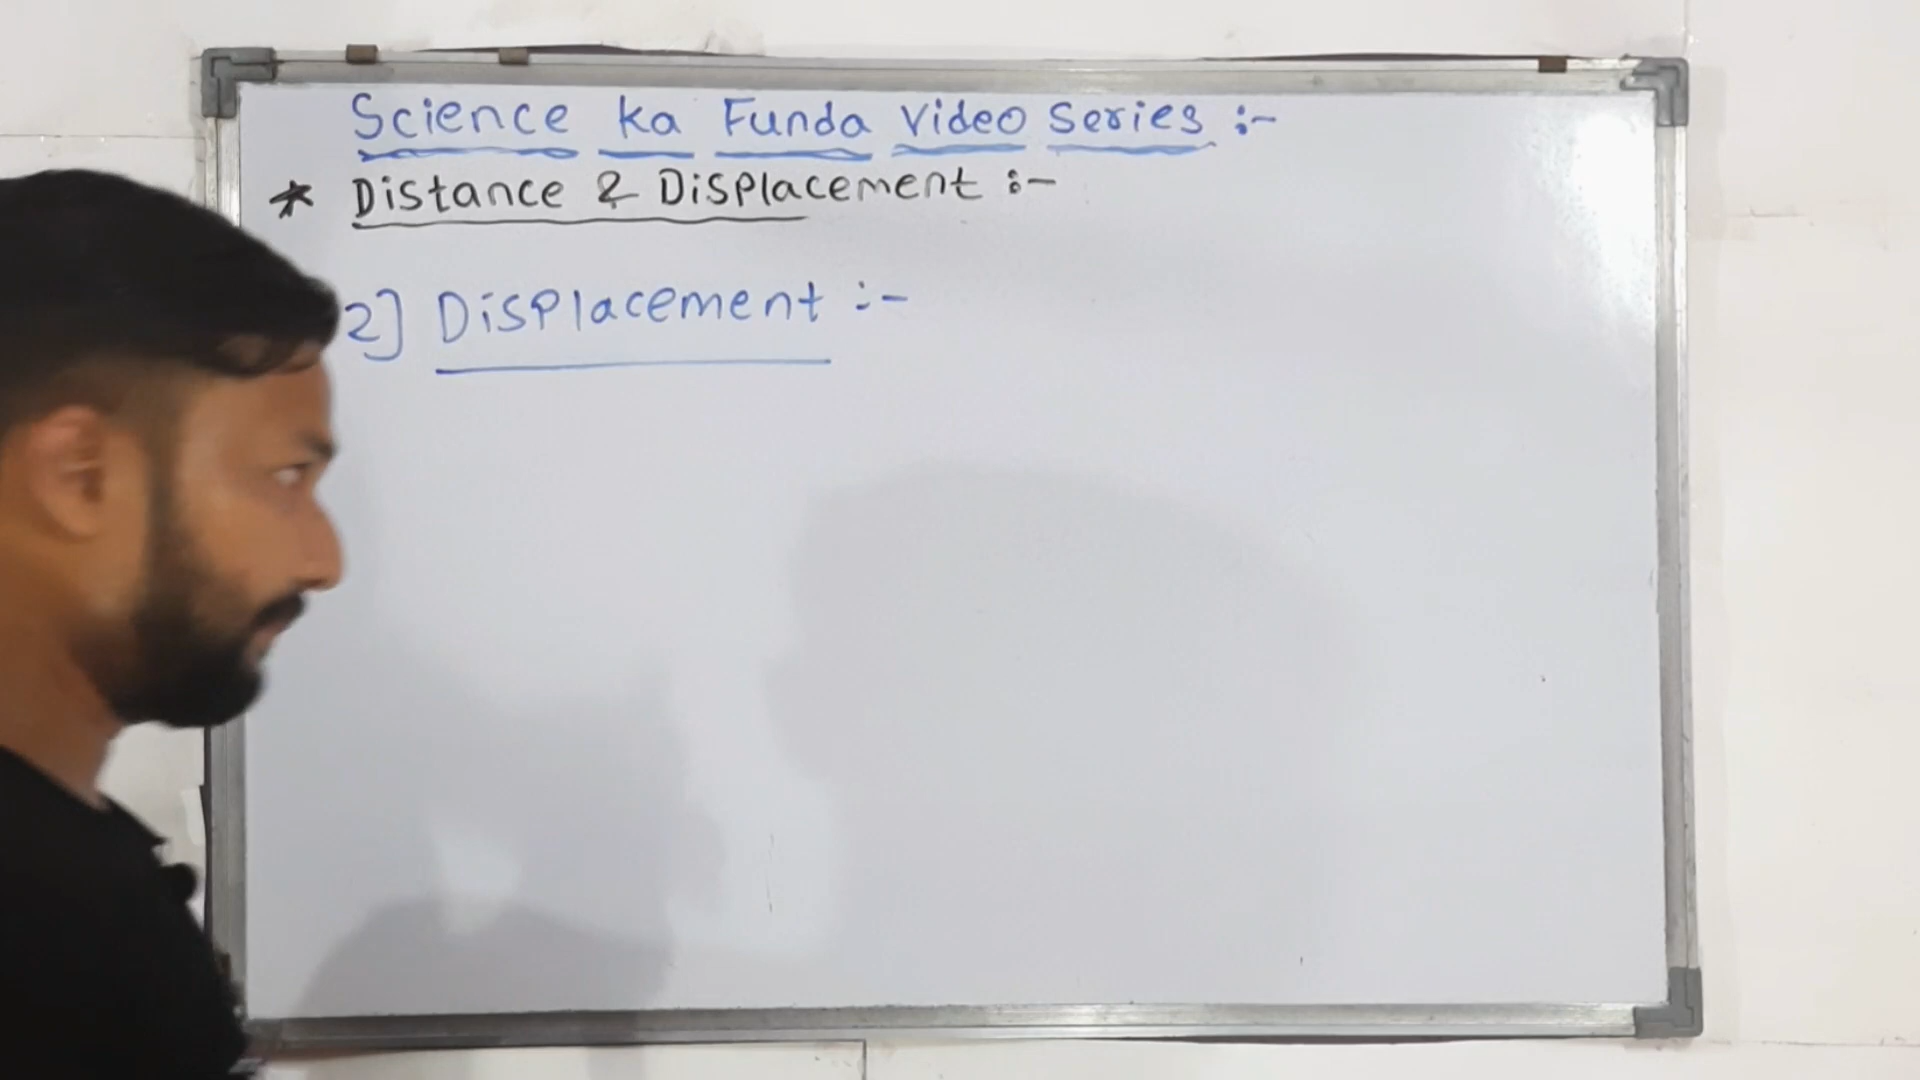 Science ka Funda Video Series :-
* Distance & Displacement :-
2] Displacement :-